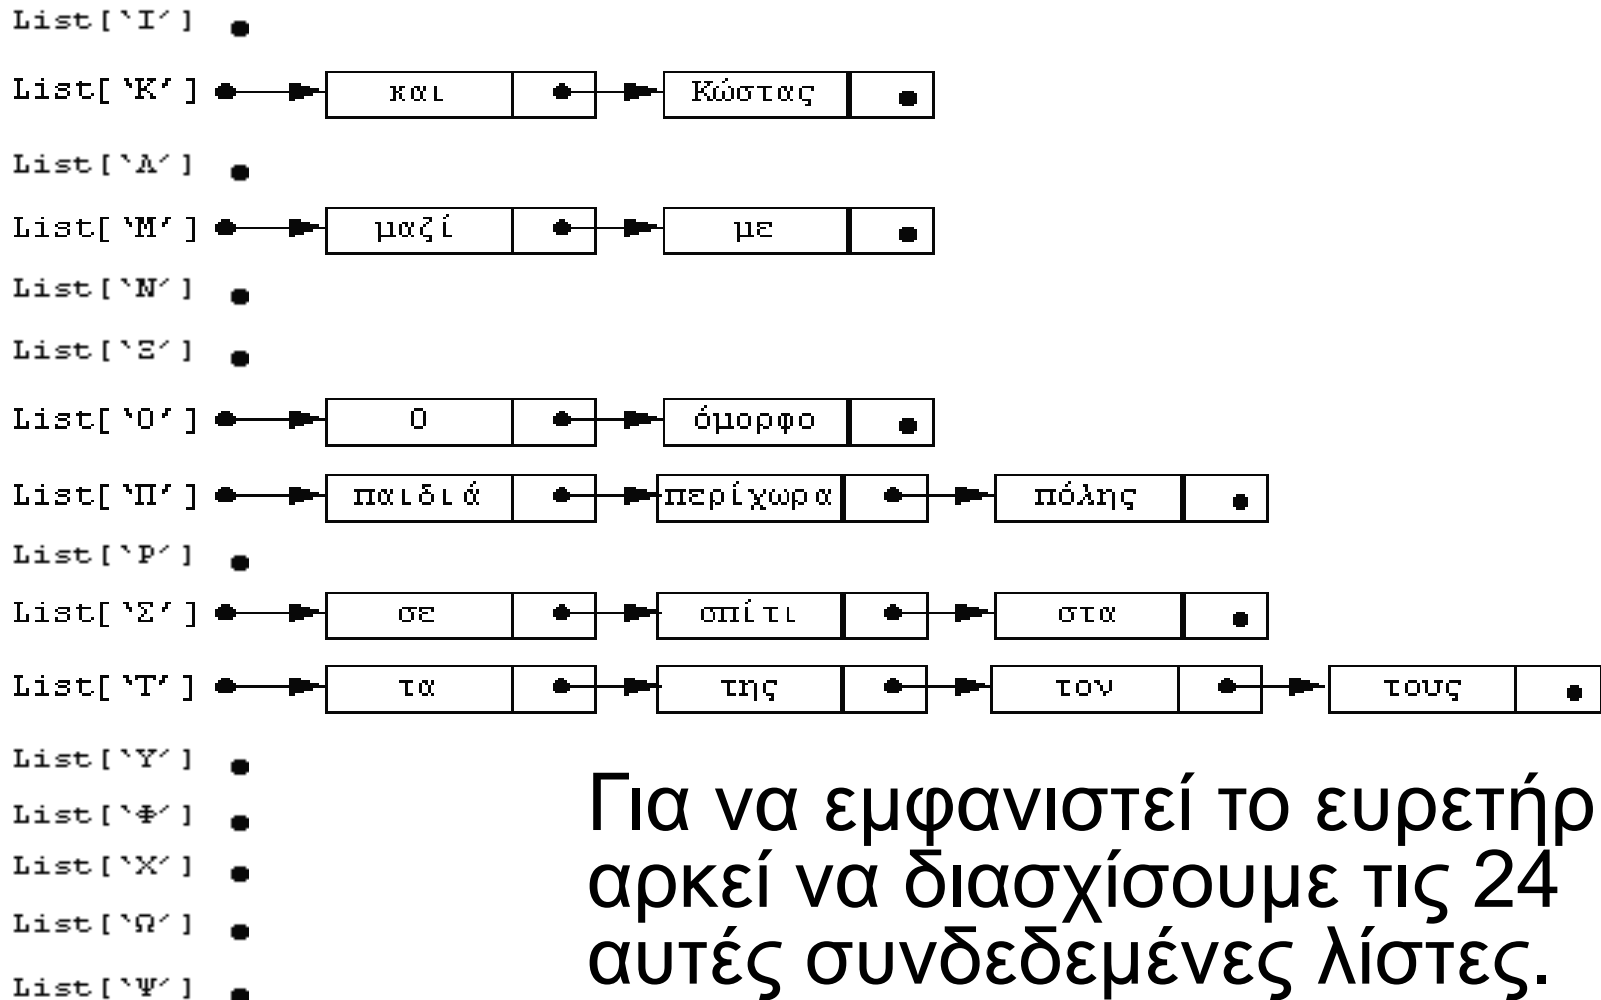 List[`Ι´]
List[`Κ´] και Κώστας
List[`Λ´]
List[`Μ´] μαζί με
List[`Ν´]
List[`Ξ´]
List[`Ο´] Ο όμορφο
List[`Π´] παιδιά περίχωρα πόλης
List[`Ρ´]
List[`Σ´] σε σπίτι στα
List[`Τ´] τα της τον τους
List[`Υ´]
List[`Φ´]
List[`Χ´]
List[`Ω´]
List[`Ψ´]
Για να εμφανιστεί το ευρετήρ
αρκεί να διασχίσουμε τις 24
αυτές συνδεδεμένες λίστες.